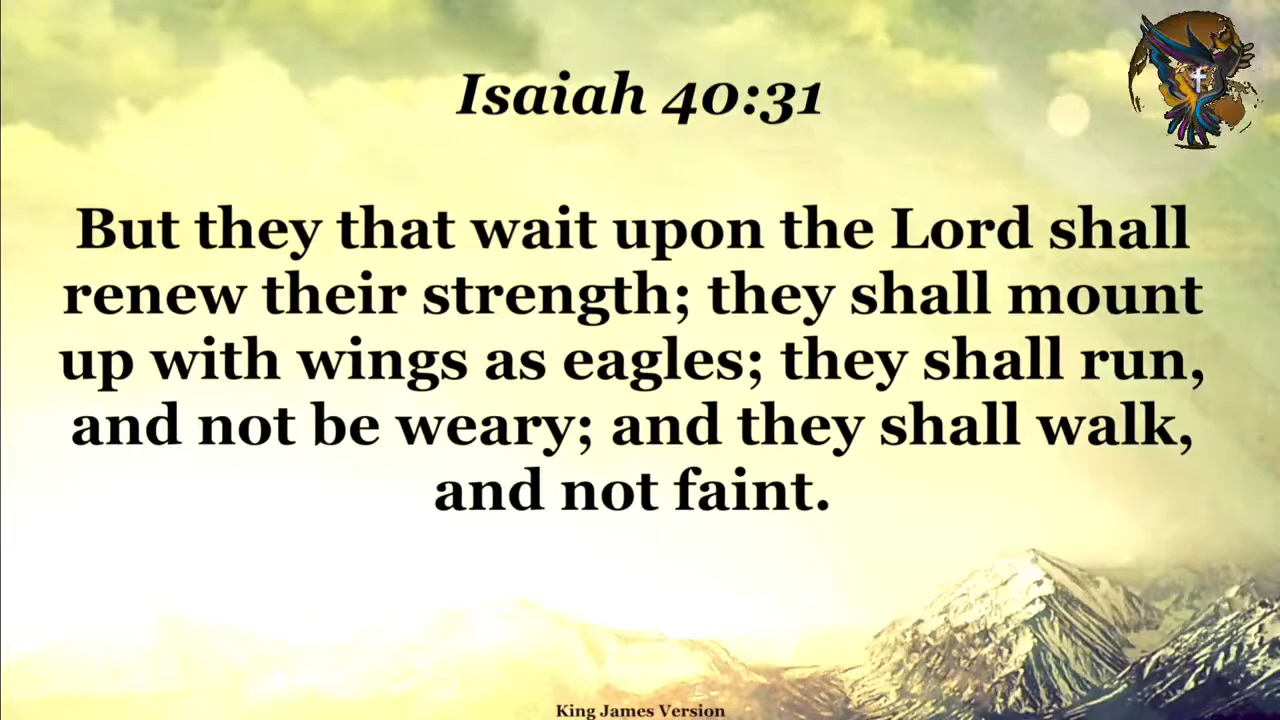 Isaiah 40:31
But they that wait upon the Lord shall
renew their strength; they shall mount
up with wings as eagles; they shall run,
and not be weary; and they shall walk,
and not faint.
King James Version